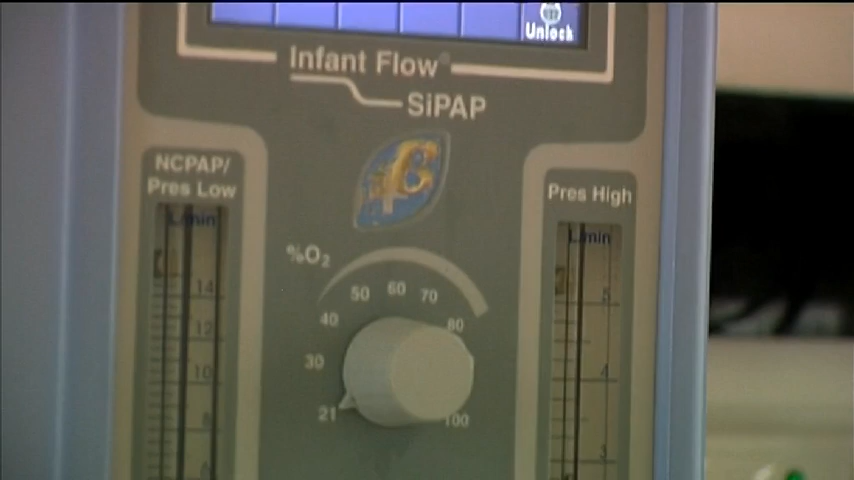 Unlock
Infant Flow®
SiPAP
NCPAP/
Pres Low
L/min
14
12
10
8
6
%O2
21
30
40
50
60
70
80
100
Pres High
L/min
5
4
3